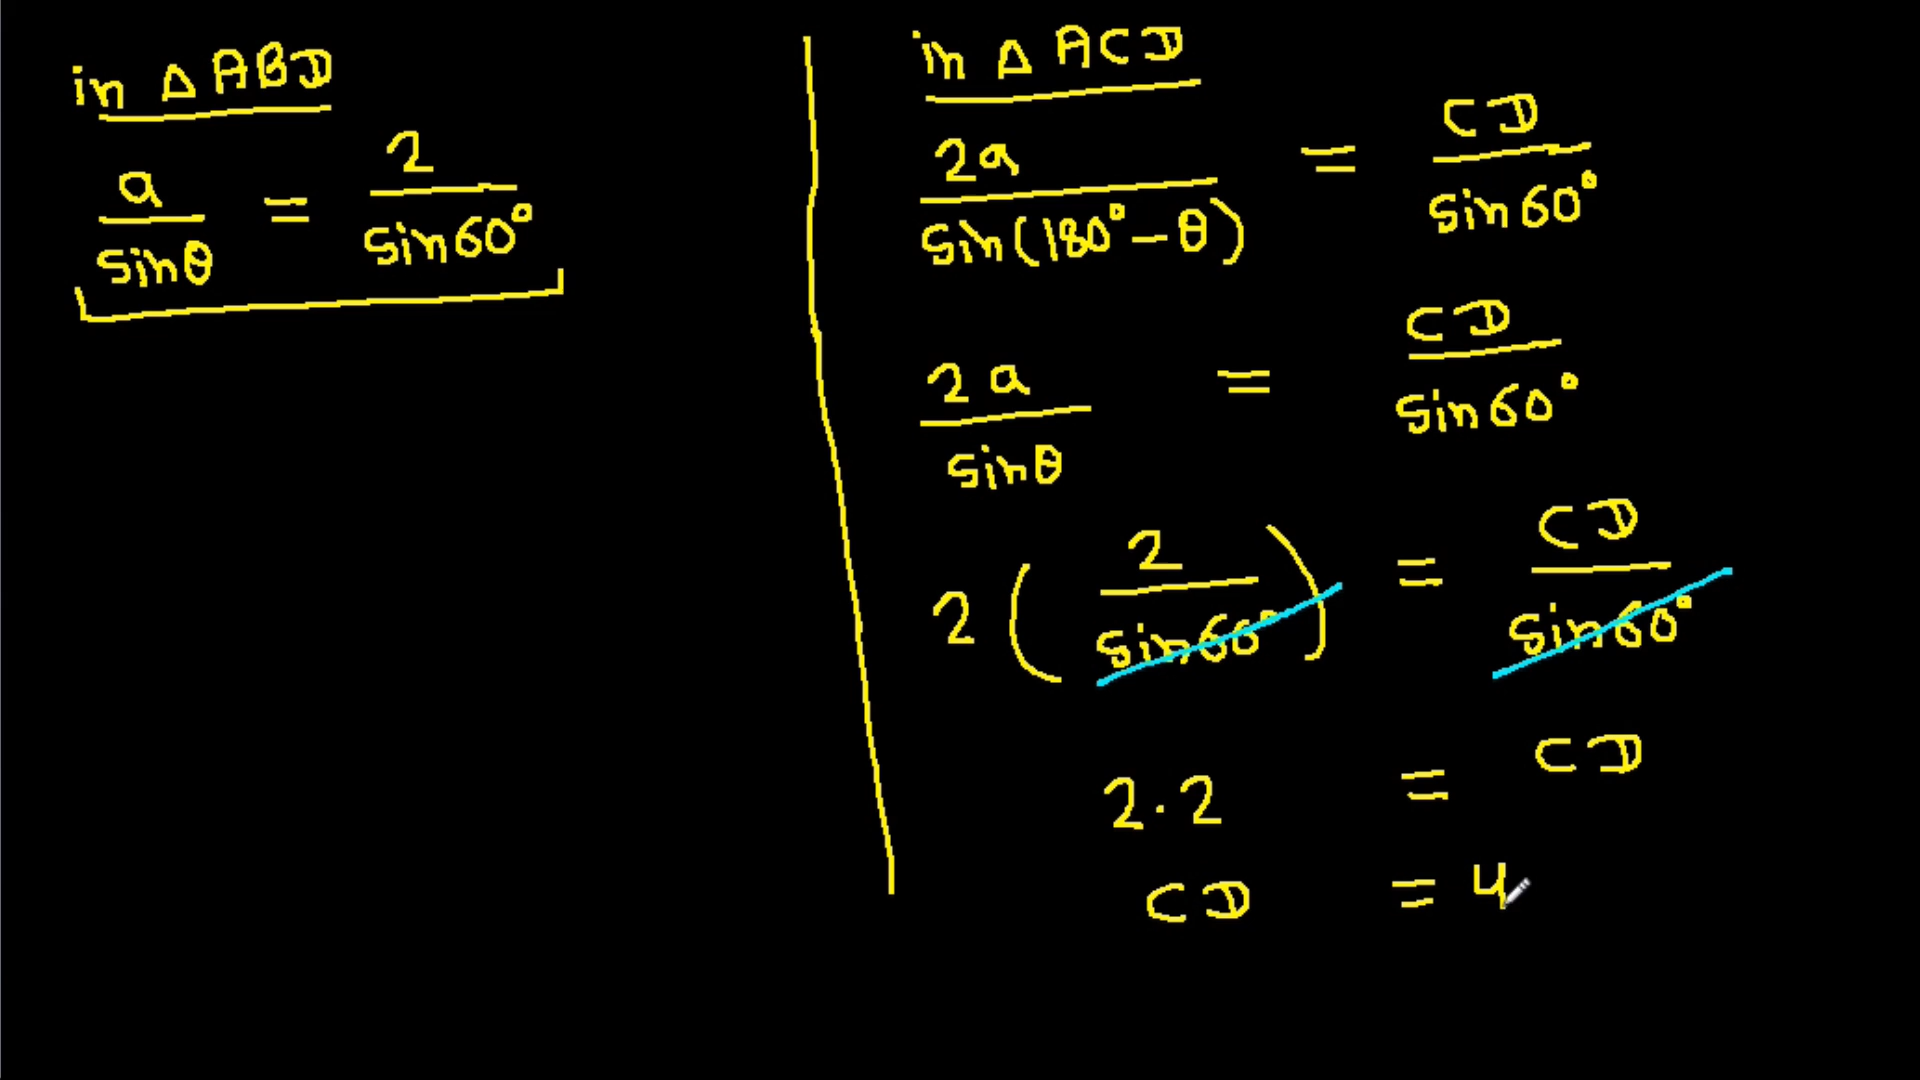 in Δ ABD
a/sinθ = 2/sin60°
in Δ ACD
2a/sin(180°-θ) = CD/sin60°
2a/sinθ = CD/sin60°
2(2/sin60°) = CD/sin60°
2.2 = CD
CD = 4